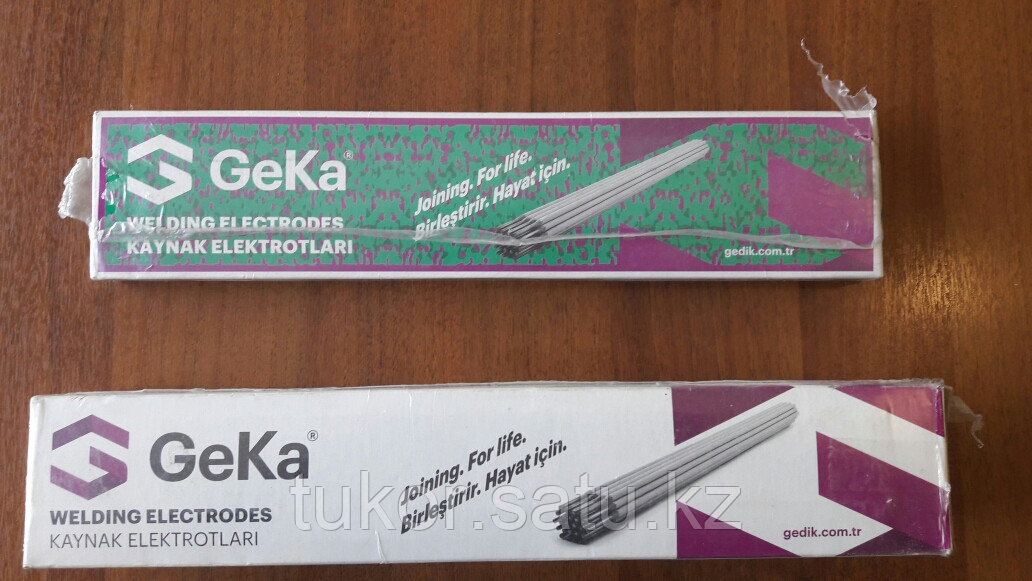 GeKa®
WELDING ELECTRODES
KAYNAK ELEKTROTLARI
Joining. For life.
Birleştirir. Hayat için.
gedik.com.tr
GeKa®
WELDING ELECTRODES
KAYNAK ELEKTROTLARI
Joining. For life.
Birleştirir. Hayat için.
gedik.com.tr
tukor.satu.kz